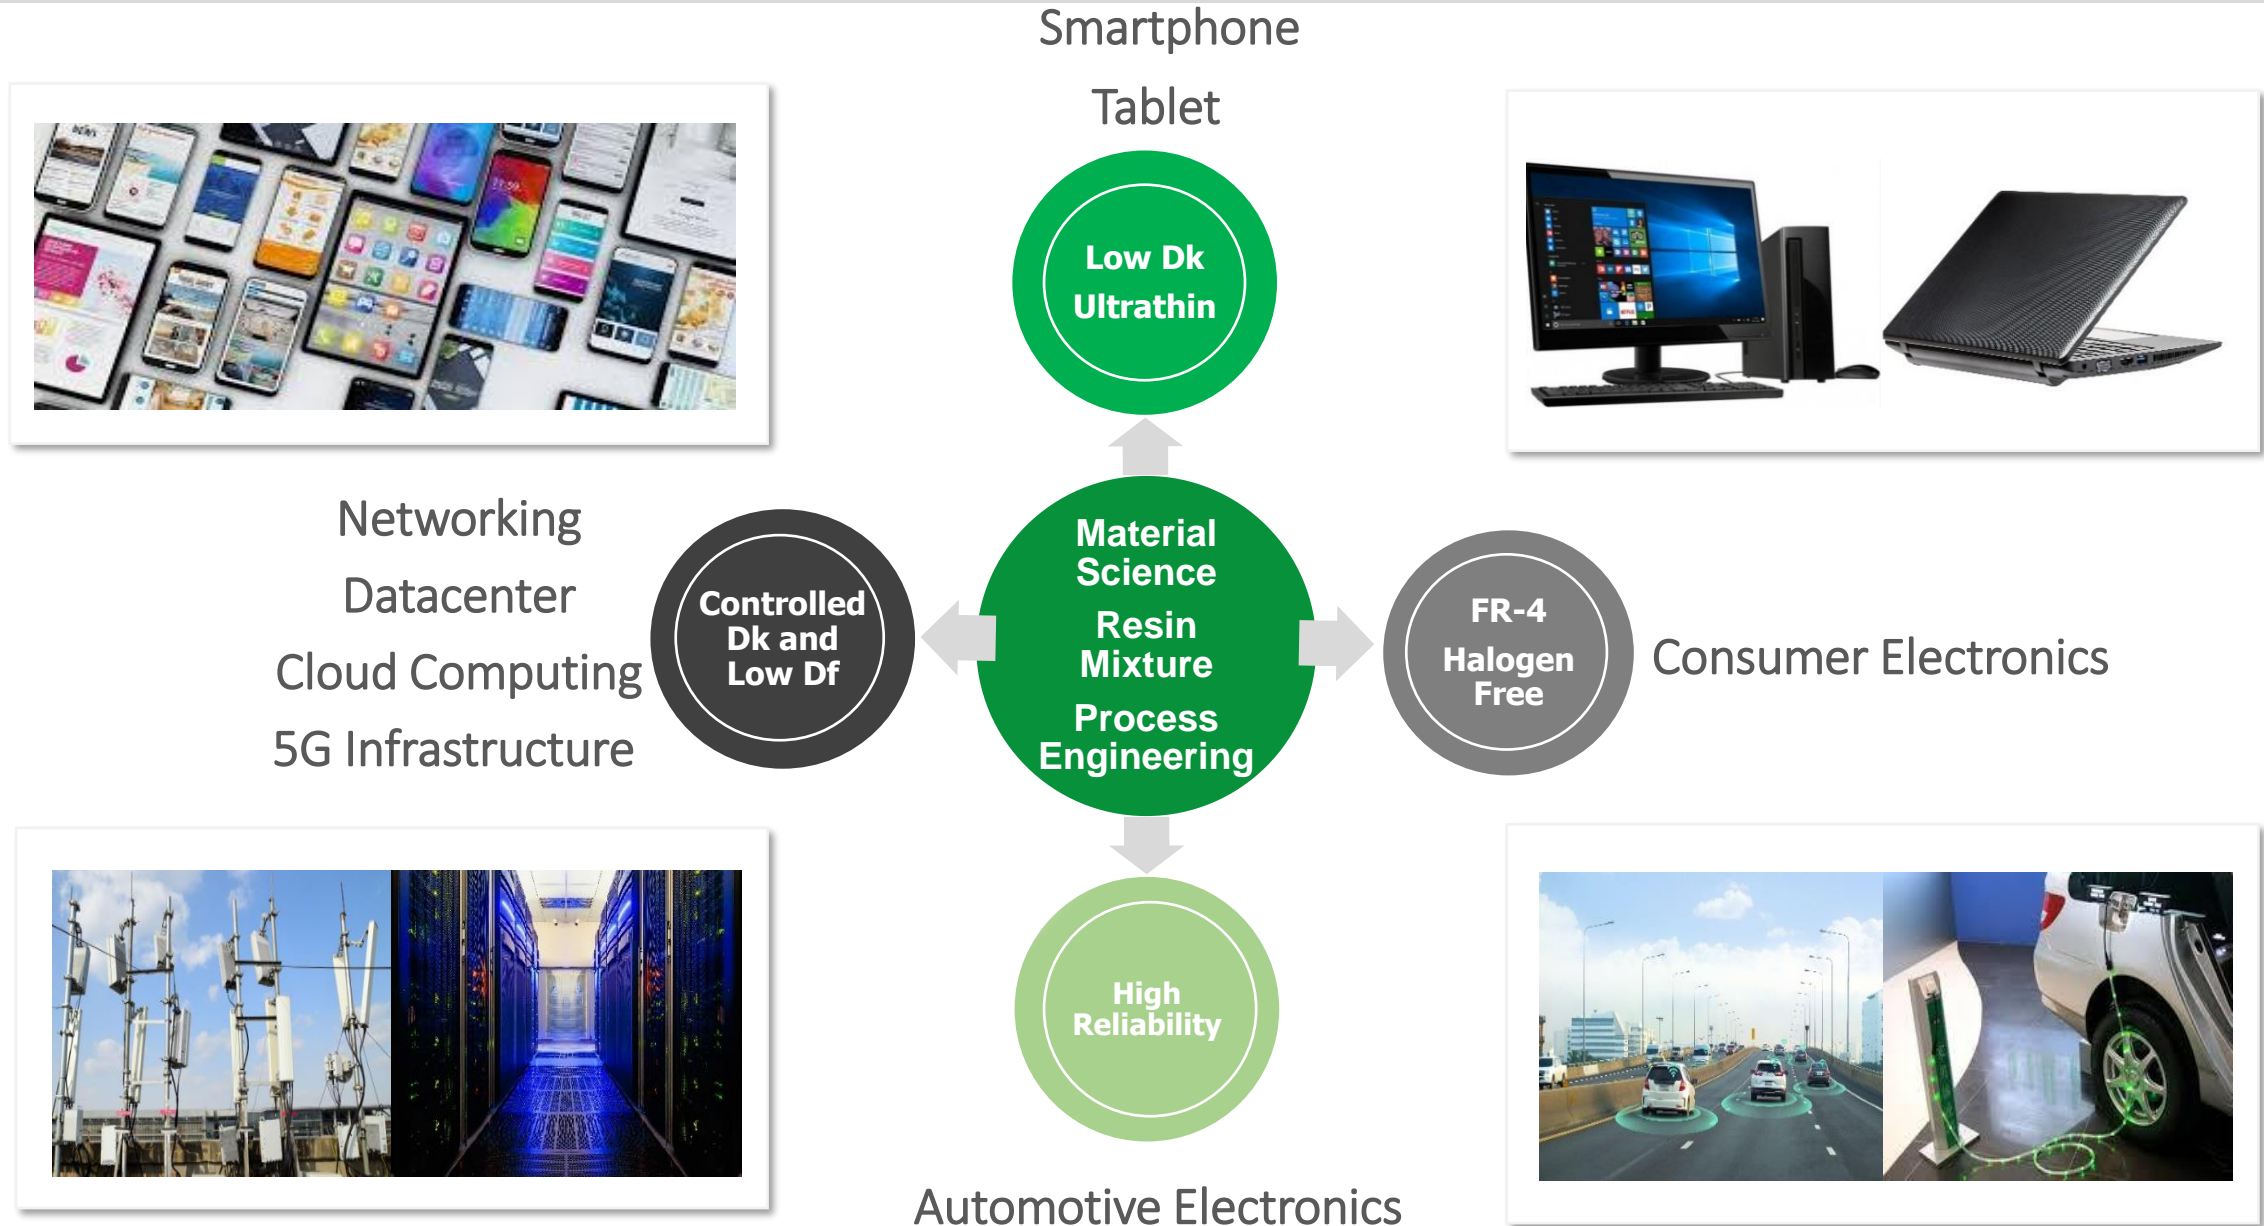 Smartphone
Tablet
Low Dk
Ultrathin
Networking
Datacenter
Cloud Computing
5G Infrastructure
Controlled
Dk and
Low Df
Material
Science
Resin
Mixture
Process
Engineering
FR-4
Halogen
Free
Consumer Electronics
High
Reliability
Automotive Electronics